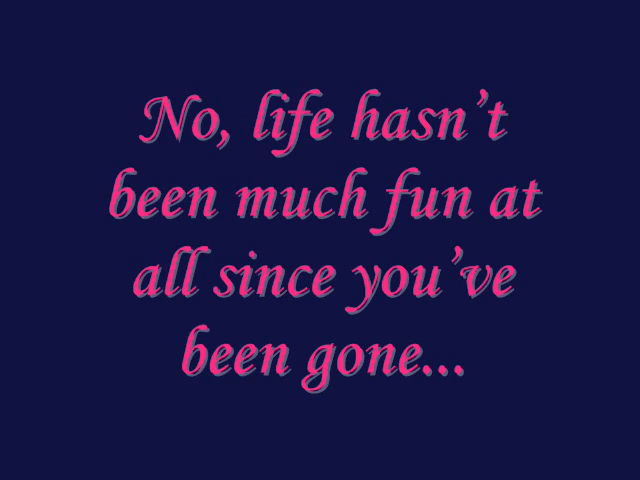 No, life hasn’t
been much fun at
all since you’ve
been gone...